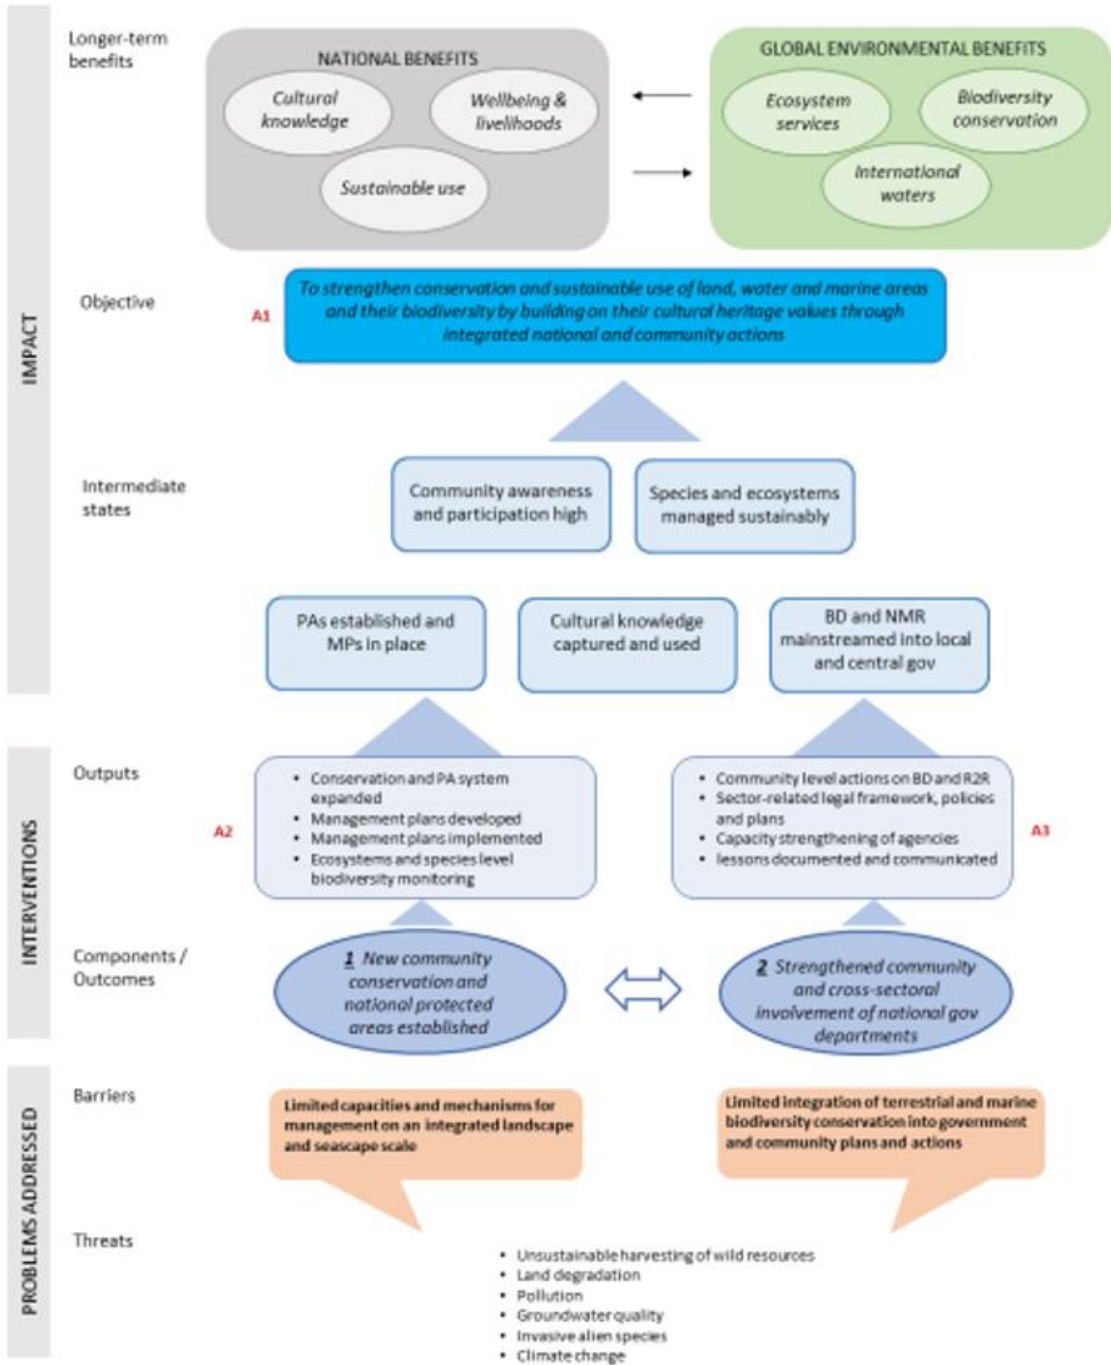 Longer-term
benefits
NATIONAL BENEFITS
Cultural
knowledge
Wellbeing &
livelihoods
Sustainable use
GLOBAL ENVIRONMENTAL BENEFITS
Ecosystem
services
Biodiversity
conservation
International
waters
IMPACT
Objective
A1
To strengthen conservation and sustainable use of land, water and marine areas
and their biodiversity by building on their cultural heritage values through
integrated national and community actions
Intermediate
states
Community awareness
and participation high
Species and ecosystems
managed sustainably
PAs established and
MPs in place
Cultural knowledge
captured and used
BD and NMR
mainstreamed into local
and central gov
INTERVENTIONS
Outputs
A2
• Conservation and PA system
expanded
• Management plans developed
• Management plans implemented
• Ecosystems and species level
biodiversity monitoring
• Community level actions on BD and R2R
• Sector-related legal framework, policies
and plans
• Capacity strengthening of agencies
• lessons documented and communicated
A3
Components /
Outcomes
1 New community
conservation and
national protected
areas established
2 Strengthened community
and cross-sectoral
involvement of national gov
departments
PROBLEMS ADDRESSED
Barriers
Limited capacities and mechanisms for
management on an integrated landscape
and seascape scale
Limited integration of terrestrial and marine
biodiversity conservation into government
and community plans and actions
Threats
• Unsustainable harvesting of wild resources
• Land degradation
• Pollution
• Groundwater quality
• Invasive alien species
• Climate change